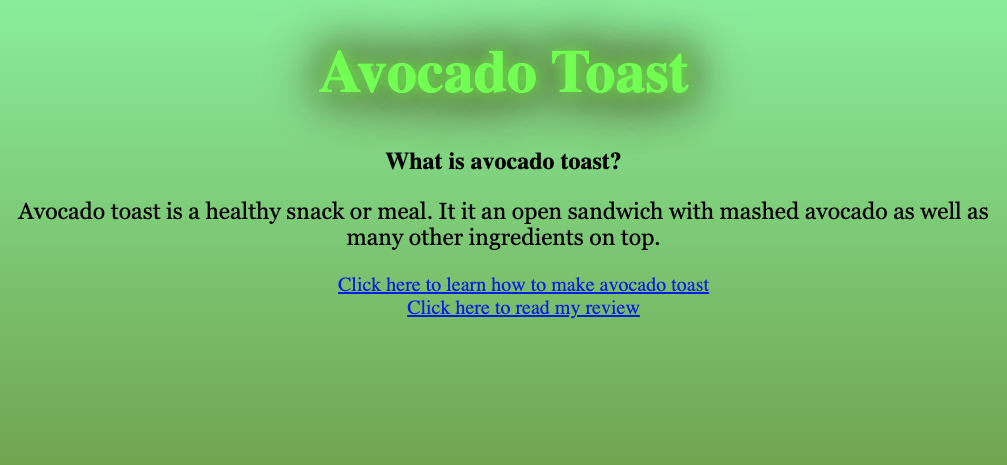 Avocado Toast
What is avocado toast?
Avocado toast is a healthy snack or meal. It it an open sandwich with mashed avocado as well as
many other ingredients on top.
Click here to learn how to make avocado toast
Click here to read my review